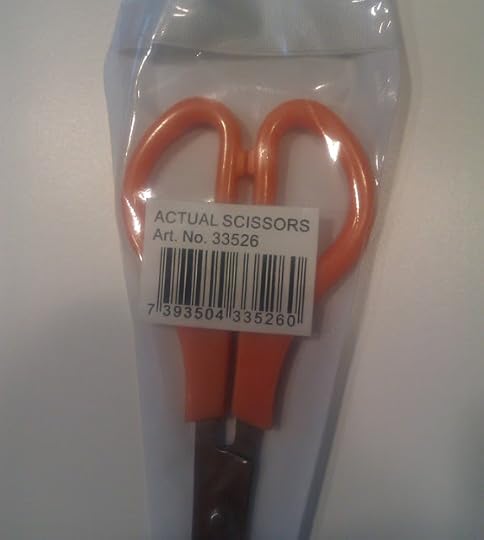 ACTUAL SCISSORS
Art. No. 33526
7 393504 335260